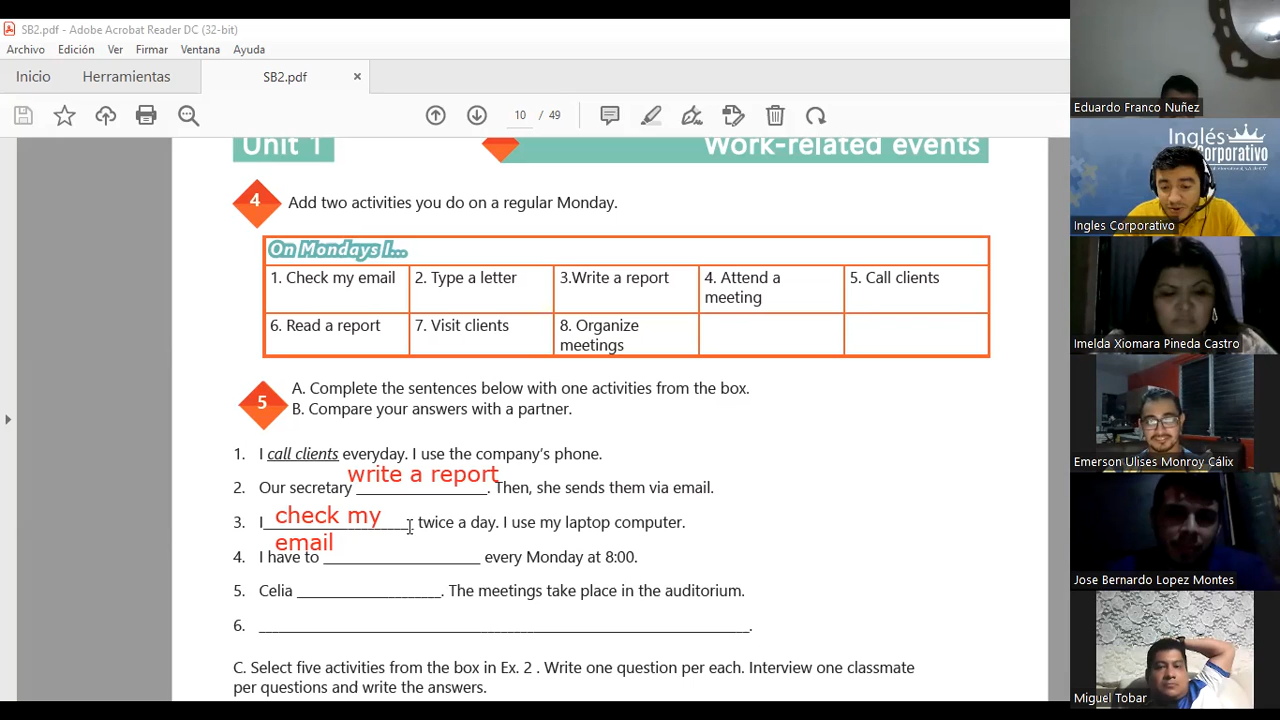 SB2.pdf - Adobe Acrobat Reader DC (32-bit)
Archivo Edición Ver Firmar Ventana Ayuda
Inicio Herramientas SB2.pdf ×
10 / 49
Unit 1 Work-related events
4 Add two activities you do on a regular Monday.
On Mondays I...
1. Check my email 2. Type a letter 3.Write a report 4. Attend a meeting 5. Call clients
6. Read a report 7. Visit clients 8. Organize meetings
5 A. Complete the sentences below with one activities from the box.
B. Compare your answers with a partner.
1. I call clients everyday. I use the company's phone.
write a report
2. Our secretary ____________. Then, she sends them via email.
check my
3. I______________ twice a day. I use my laptop computer.
email
4. I have to _______________ every Monday at 8:00.
5. Celia ______________. The meetings take place in the auditorium.
6. ______________________________________________.
C. Select five activities from the box in Ex. 2 . Write one question per each. Interview one classmate
per questions and write the answers.
Eduardo Franco Nuñez
Inglés
Corporativo
Ingles Corporativo
Imelda Xiomara Pineda Castro
Emerson Ulises Monroy Cálix
Jose Bernardo Lopez Montes
Miguel Tobar